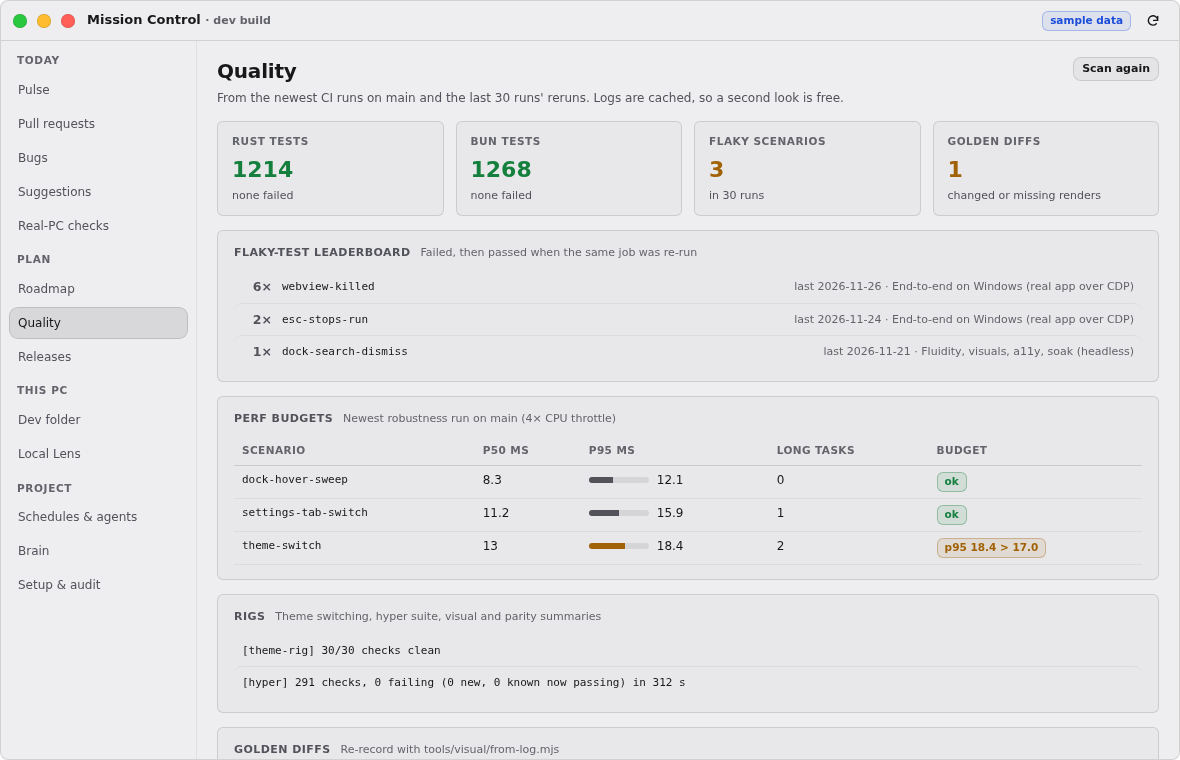 Mission Control · dev build
sample data
TODAY
Pulse
Pull requests
Bugs
Suggestions
Real-PC checks
PLAN
Roadmap
Quality
Releases
THIS PC
Dev folder
Local Lens
PROJECT
Schedules & agents
Brain
Setup & audit
Quality
Scan again
From the newest CI runs on main and the last 30 runs' reruns. Logs are cached, so a second look is free.
RUST TESTS
1214
none failed
BUN TESTS
1268
none failed
FLAKY SCENARIOS
3
in 30 runs
GOLDEN DIFFS
1
changed or missing renders
FLAKY-TEST LEADERBOARD Failed, then passed when the same job was re-run
6× webview-killed last 2026-11-26 · End-to-end on Windows (real app over CDP)
2× esc-stops-run last 2026-11-24 · End-to-end on Windows (real app over CDP)
1× dock-search-dismiss last 2026-11-21 · Fluidity, visuals, a11y, soak (headless)
PERF BUDGETS Newest robustness run on main (4× CPU throttle)
SCENARIO P50 MS P95 MS LONG TASKS BUDGET
dock-hover-sweep 8.3 12.1 0 ok
settings-tab-switch 11.2 15.9 1 ok
theme-switch 13 18.4 2 p95 18.4 > 17.0
RIGS Theme switching, hyper suite, visual and parity summaries
[theme-rig] 30/30 checks clean
[hyper] 291 checks, 0 failing (0 new, 0 known now passing) in 312 s
GOLDEN DIFFS Re-record with tools/visual/from-log.mjs